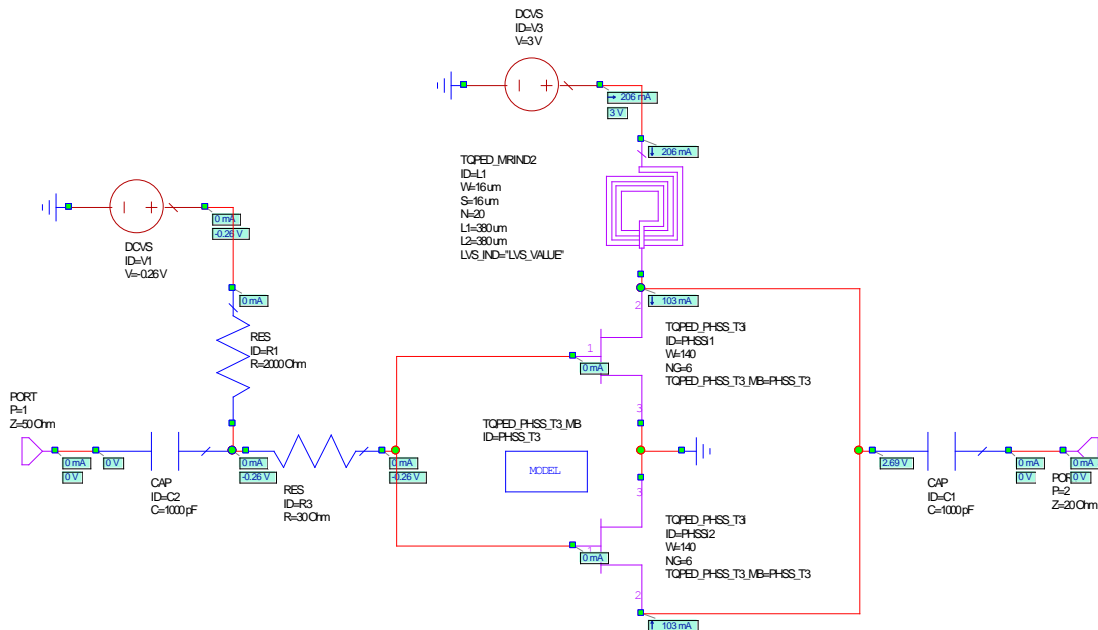 DCVS
ID=V3
V=3 V
206 mA
3 V
206 mA
TQPED_MRIND2
ID=L1
W=16 um
S=16 um
N=20
L1=380 um
L2=380 um
LVS_IND="LVS_VALUE"
0 mA
-0.26 V
DCVS
ID=V1
V=-0.26 V
0 mA
103 mA
2
RES
ID=R1
R=2000 Ohm
TQPED_PHSS_T3i
ID=PHSSi1
W=140
NG=6
TQPED_PHSS_T3_MB=PHSS_T3
1
0 mA
3
PORT
P=1
Z=50 Ohm
TQPED_PHSS_T3_MB
ID=PHSS_T3
MODEL
0 mA
0 V
0 V
0 mA
-0.26 V
0 mA
-0.26 V
2.69 V
0 mA
0 V
0 mA
0 V
CAP
ID=C2
C=1000 pF
RES
ID=R3
R=30 Ohm
CAP
ID=C1
C=1000 pF
P=2
Z=20 Ohm
3
TQPED_PHSS_T3i
ID=PHSSi2
W=140
NG=6
TQPED_PHSS_T3_MB=PHSS_T3
1
0 mA
2
103 mA